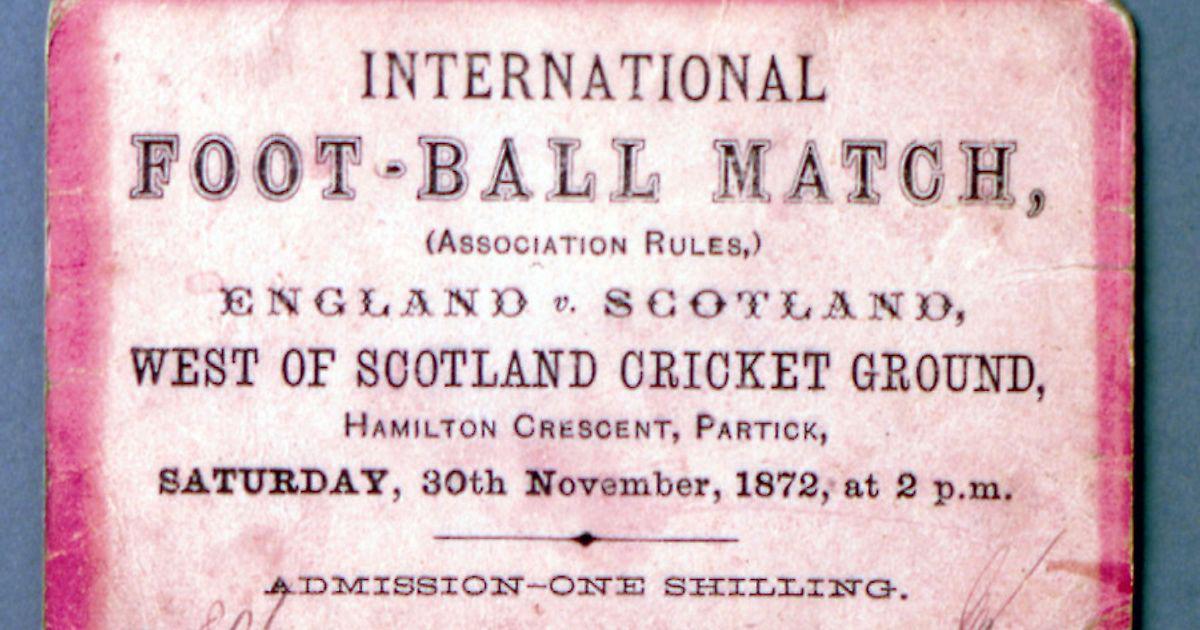 INTERNATIONAL
FOOT-BALL MATCH,
(ASSOCIATION RULES,)
ENGLAND v. SCOTLAND,
WEST OF SCOTLAND CRICKET GROUND,
HAMILTON CRESCENT, PARTICK,
SATURDAY, 30th November, 1872, at 2 p.m.
ADMISSION-ONE SHILLING.